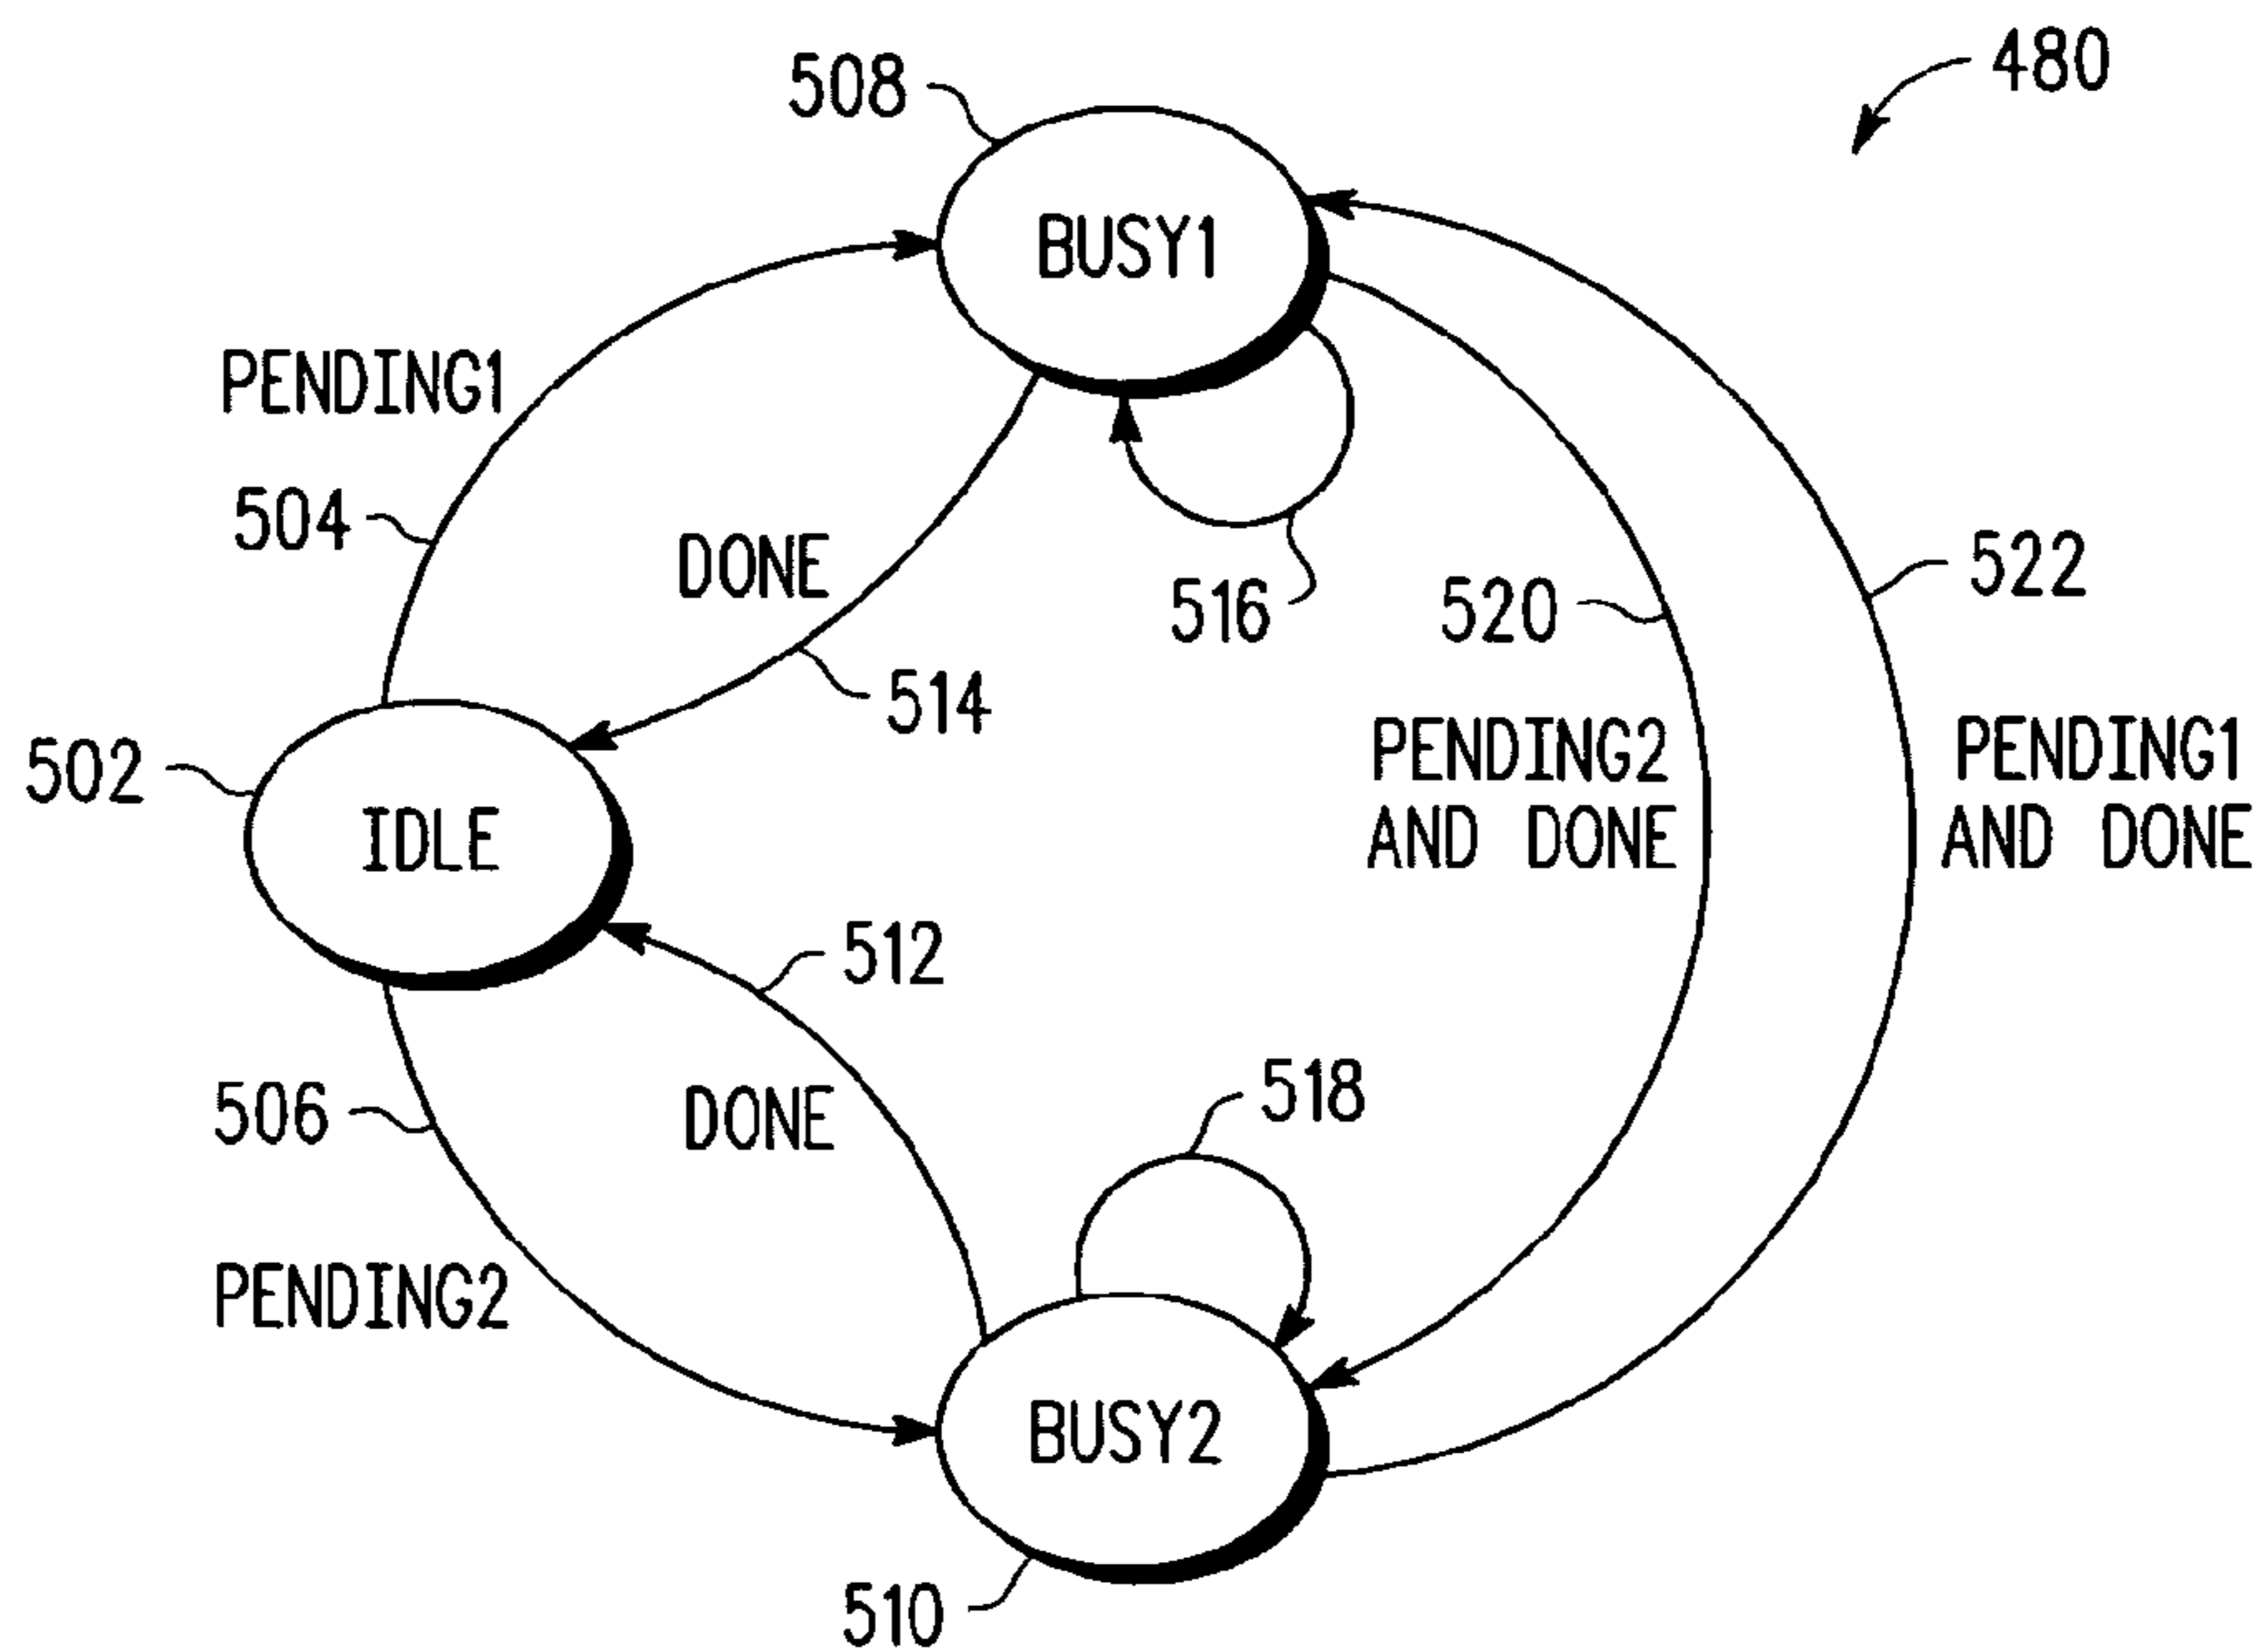 480
508
BUSY1
PENDING1
504
DONE
516
520
522
514
502
IDLE
PENDING2
AND DONE
PENDING1
AND DONE
512
506
DONE
518
PENDING2
BUSY2
510